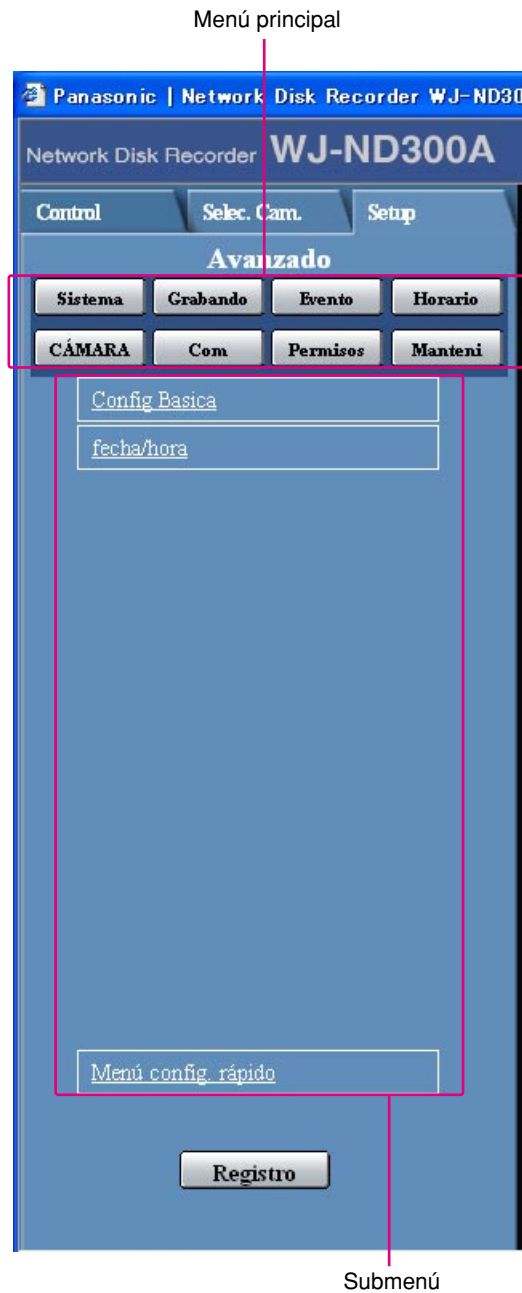 Menú principal
Panasonic | Network Disk Recorder WJ-ND30
Network Disk Recorder WJ-ND300A
Control Selec. Cam. Setup
Avanzado
Sistema Grabando Evento Horario
CÁMARA Com Permisos Manteni
Config Basica
fecha/hora
Menú config. rápido
Registro
Submenú